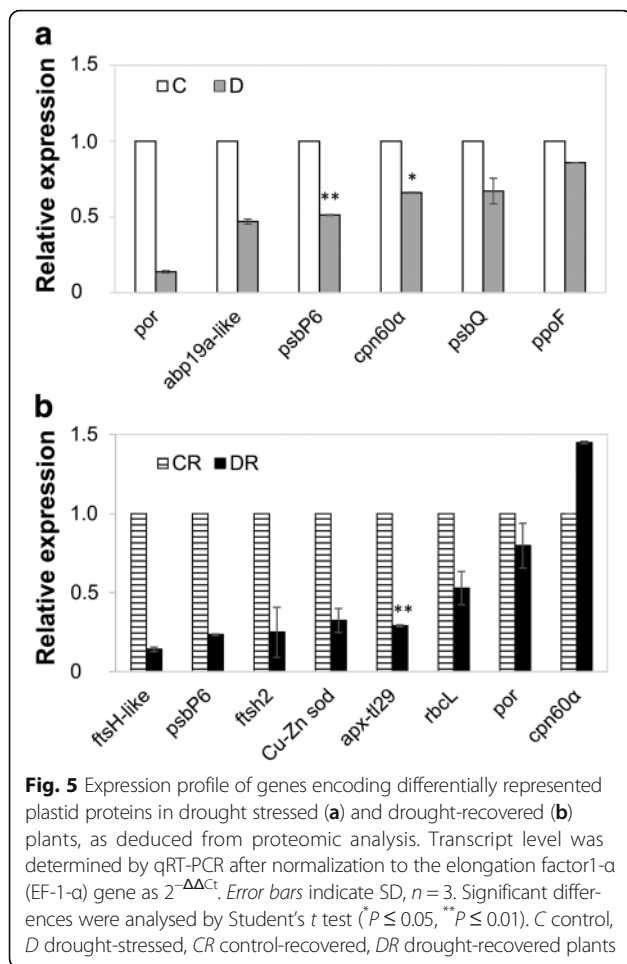 a
1.5
C D
1.0
0.5
0
Relative expression
** *
por abp19a-like psbP6 cpn60α psbQ ppoF
b
1.5
CR DR
1.0
0.5
0
Relative expression
**
ftsH-like psbP6 ftsh2 Cu-Zn sod apx-tl29 rbcL por cpn60α
Fig. 5 Expression profile of genes encoding differentially represented
plastid proteins in drought stressed (a) and drought-recovered (b)
plants, as deduced from proteomic analysis. Transcript level was
determined by qRT-PCR after normalization to the elongation factor1-α
(EF-1-α) gene as 2^−ΔΔCt. Error bars indicate SD, n = 3. Significant differ-
ences were analysed by Student's t test (*P ≤ 0.05, **P ≤ 0.01). C control,
D drought-stressed, CR control-recovered, DR drought-recovered plants